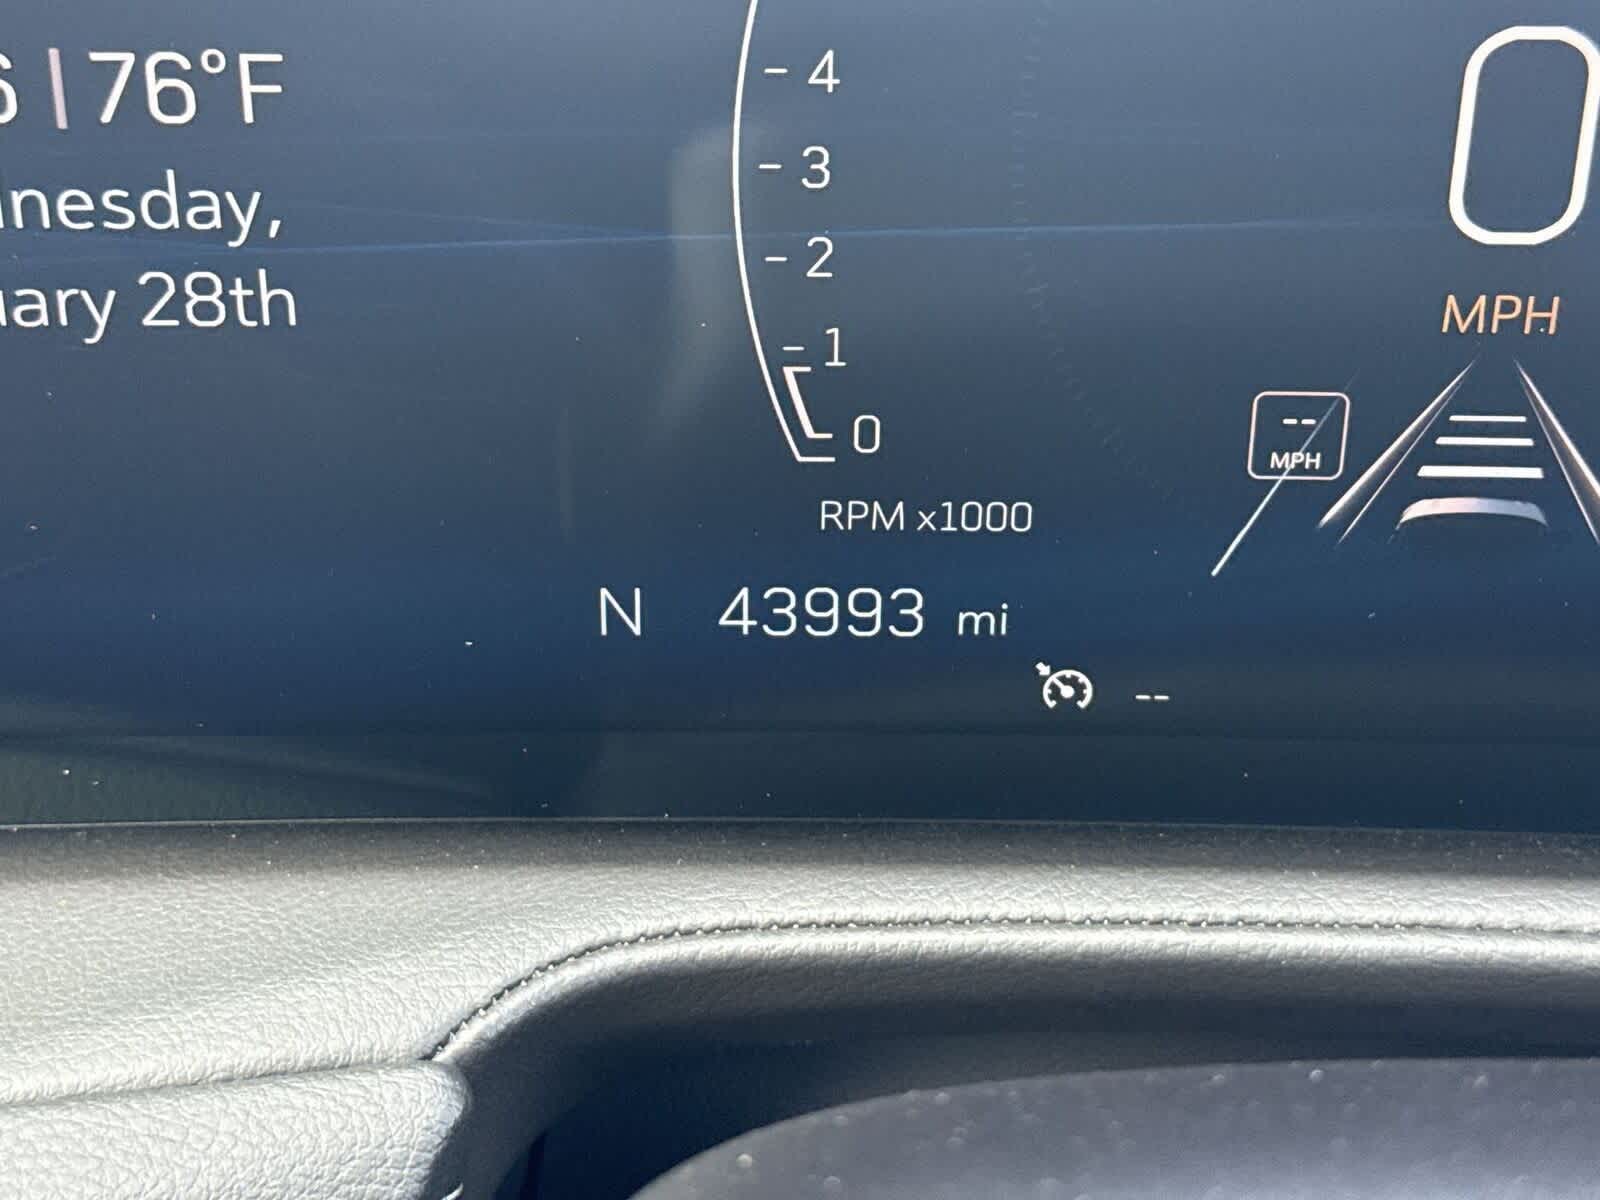 6 | 76°F
nesday,
ary 28th
4
3
2
1
0
RPM x1000
0
MPH
--
MPH
N 43993 mi
--